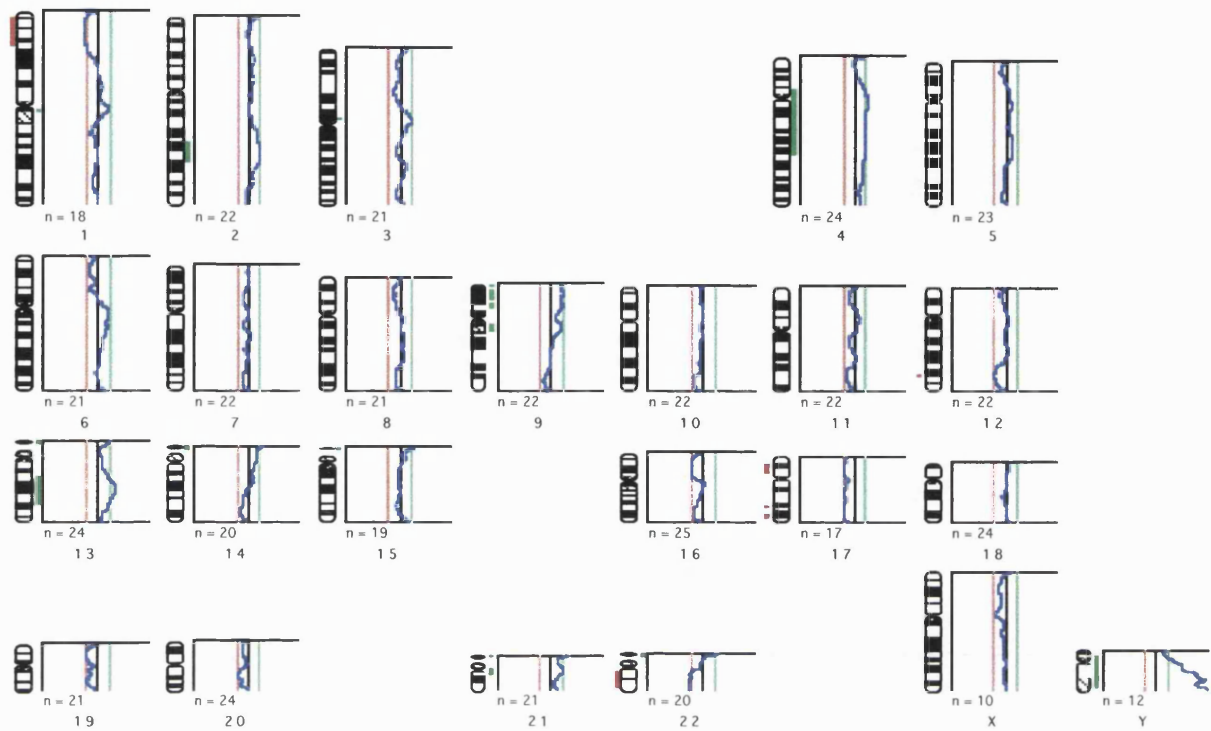 n = 18
n = 22
n = 21
n = 24
n = 23
1
2
3
4
5
n = 21
n = 22
n = 21
n = 22
n = 22
n = 22
n = 22
6
7
8
9
10
11
12
n = 24
n = 20
n = 19
n = 25
n = 17
n = 24
13
14
15
16
17
18
n = 21
n = 24
n = 21
n = 20
n = 10
n = 12
19
20
21
22
X
Y